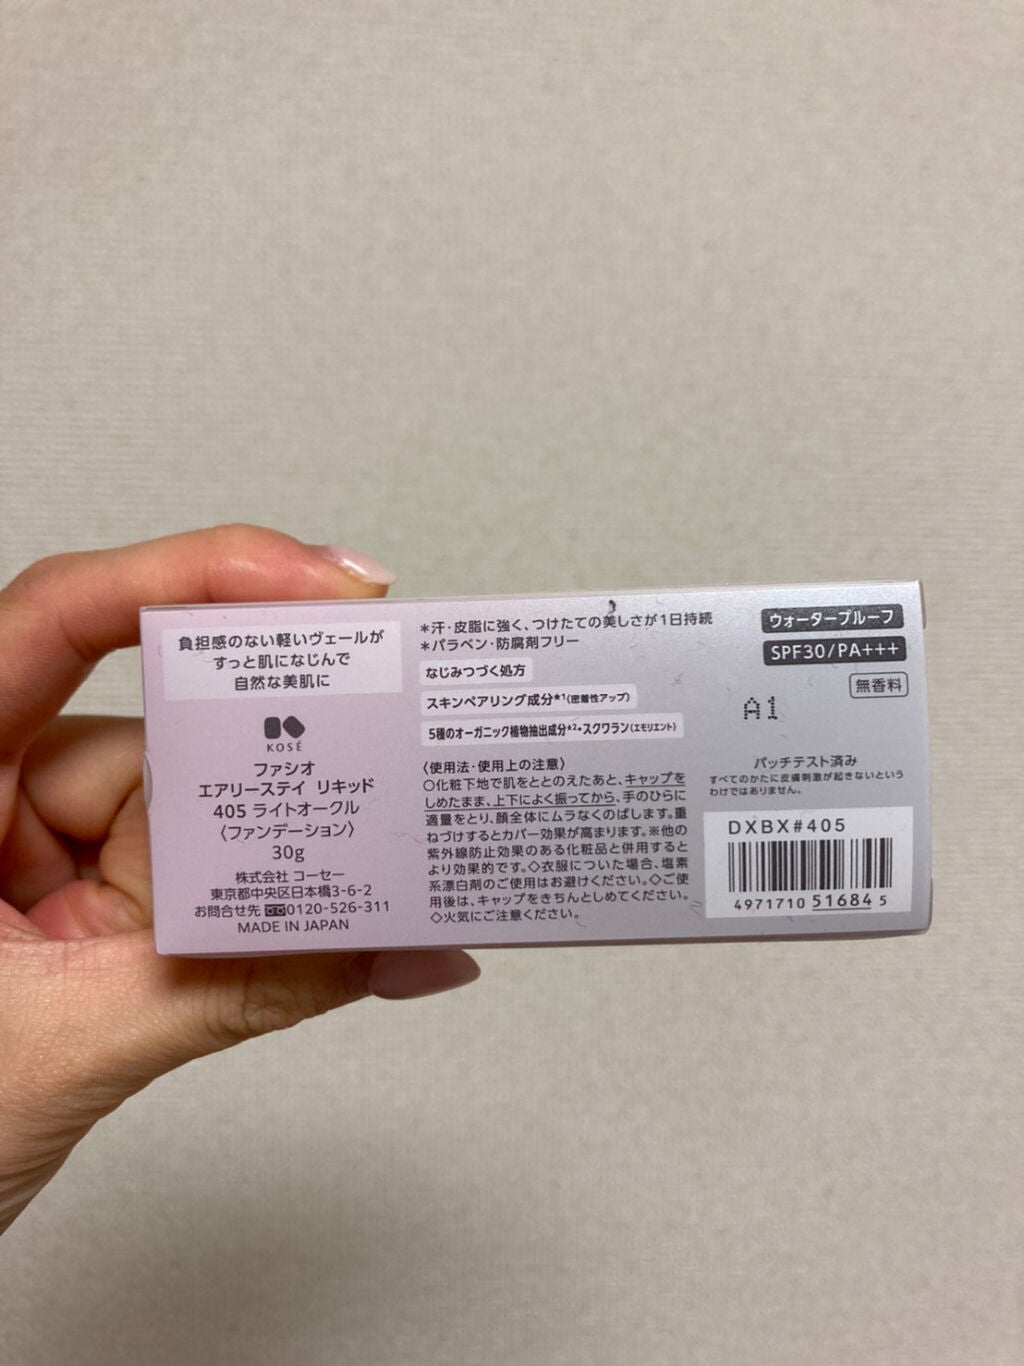 負担感のない軽いヴェールが
すっと肌になじんで
自然な美肌に
KOSÉ
ファシオ
エアリーステイ リキッド
405 ライトオークル
〈ファンデーション〉
30g
株式会社 コーセー
東京都中央区日本橋3-6-2
お問合せ先 0120-526-311
MADE IN JAPAN
＊汗・皮脂に強く、つけたての美しさが1日持続
＊パラベン・防腐剤フリー
なじみつづく処方
スキンペアリング成分*1(密着性アップ)
5種のオーガニック植物抽出成分*2・スクワラン(エモリエント)
〈使用法・使用上の注意〉
○化粧下地で肌をととのえたあと、キャップを
しめたまま、上下によく振ってから、手のひらに
適量をとり、顔全体にムラなくのばします。重
ねづけするとカバー効果が高まります。※他の
紫外線防止効果のある化粧品と併用すると
より効果的です。◇衣服についた場合、塩素
系漂白剤のご使用はお避けください。◇ご使
用後は、キャップをきちんとしめてください。
◇火気にご注意ください。
ウォータープルーフ
SPF30/PA+++
無香料
A1
パッチテスト済み
すべてのかたに皮膚刺激が起きないという
わけではありません。
DXBX#405
4971710 51684 5